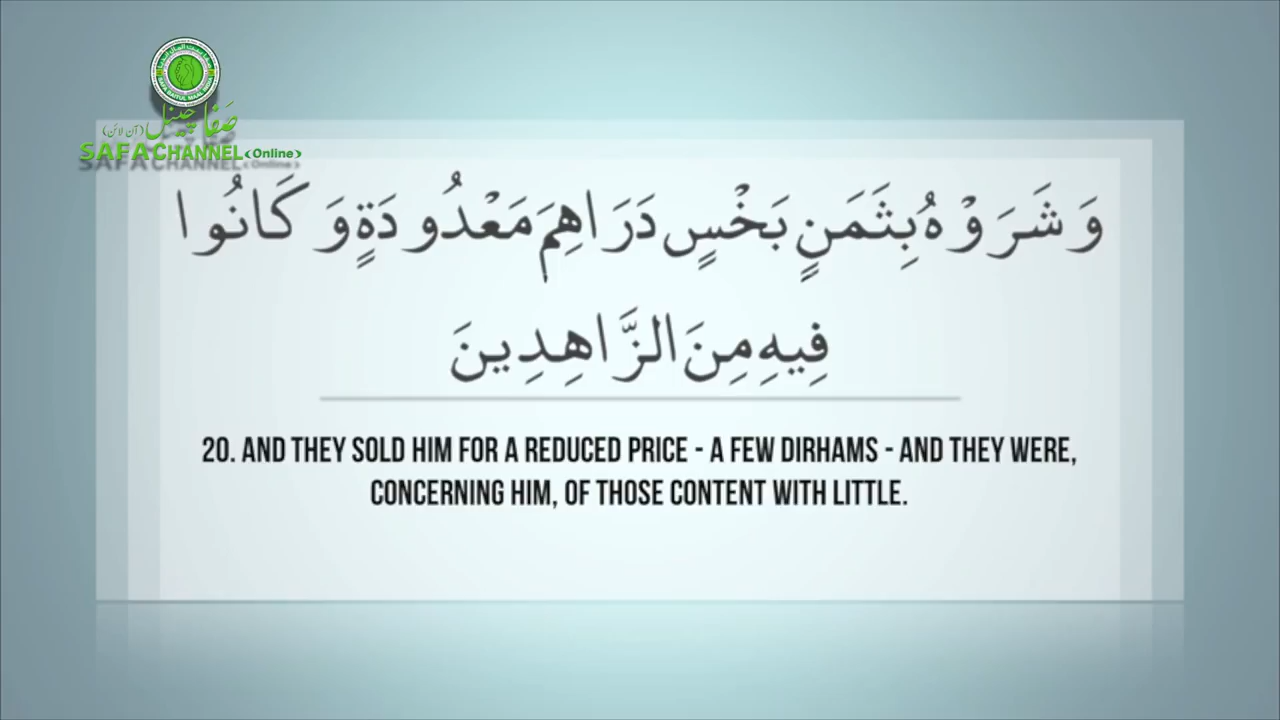 صَفا چینل (آن لائن)
SAFA CHANNEL (Online)
وَشَرَوْهُ بِثَمَنٍ بَخْسٍ دَرَاهِمَ مَعْدُودَةٍ وَكَانُوا
فِيهِ مِنَ الزَّاهِدِينَ
20. AND THEY SOLD HIM FOR A REDUCED PRICE - A FEW DIRHAMS - AND THEY WERE,
CONCERNING HIM, OF THOSE CONTENT WITH LITTLE.